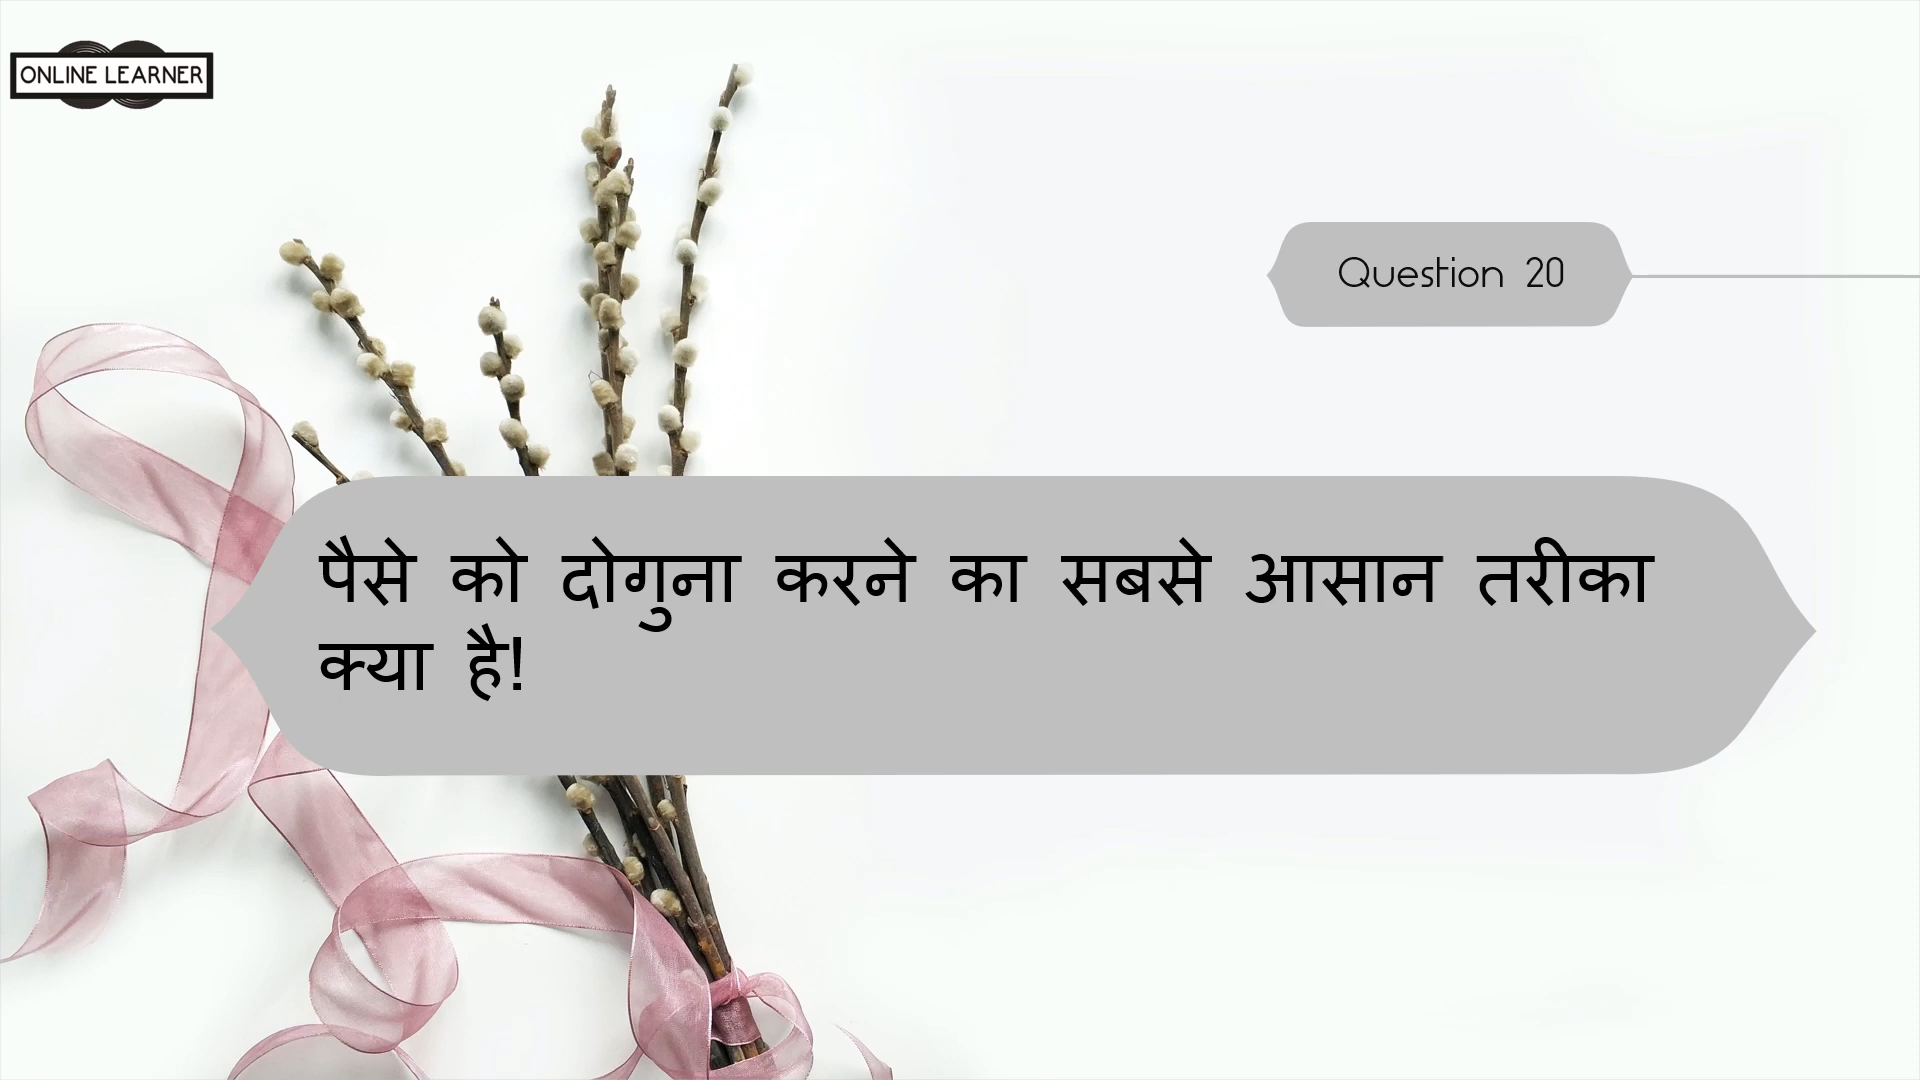 ONLINE LEARNER
Question 20
पैसे को दोगुना करने का सबसे आसान तरीका
क्या है!